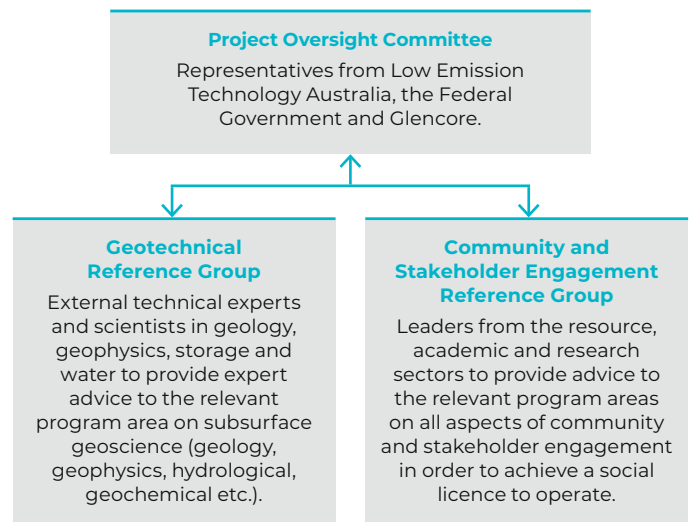 Project Oversight Committee
Representatives from Low Emission
Technology Australia, the Federal
Government and Glencore.
Geotechnical
Reference Group
External technical experts
and scientists in geology,
geophysics, storage and
water to provide expert
advice to the relevant
program area on subsurface
geoscience (geology,
geophysics, hydrological,
geochemical etc.).
Community and
Stakeholder Engagement
Reference Group
Leaders from the resource,
academic and research
sectors to provide advice to
the relevant program areas
on all aspects of community
and stakeholder engagement
in order to achieve a social
licence to operate.